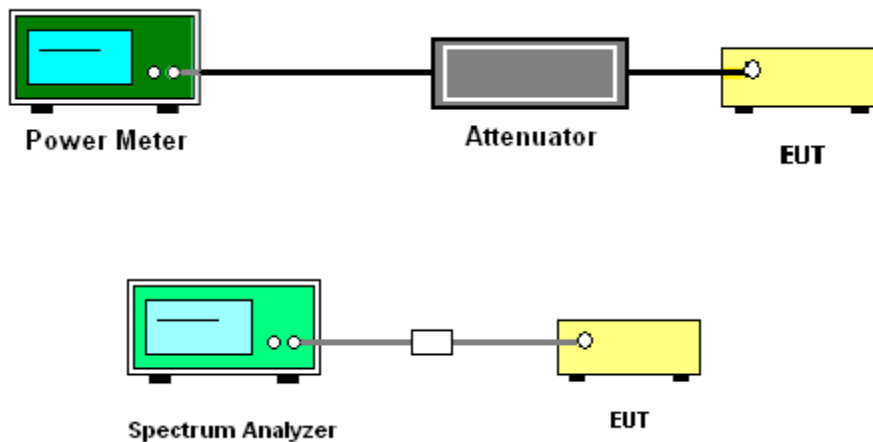 Power Meter
Attenuator
EUT
Spectrum Analyzer
EUT